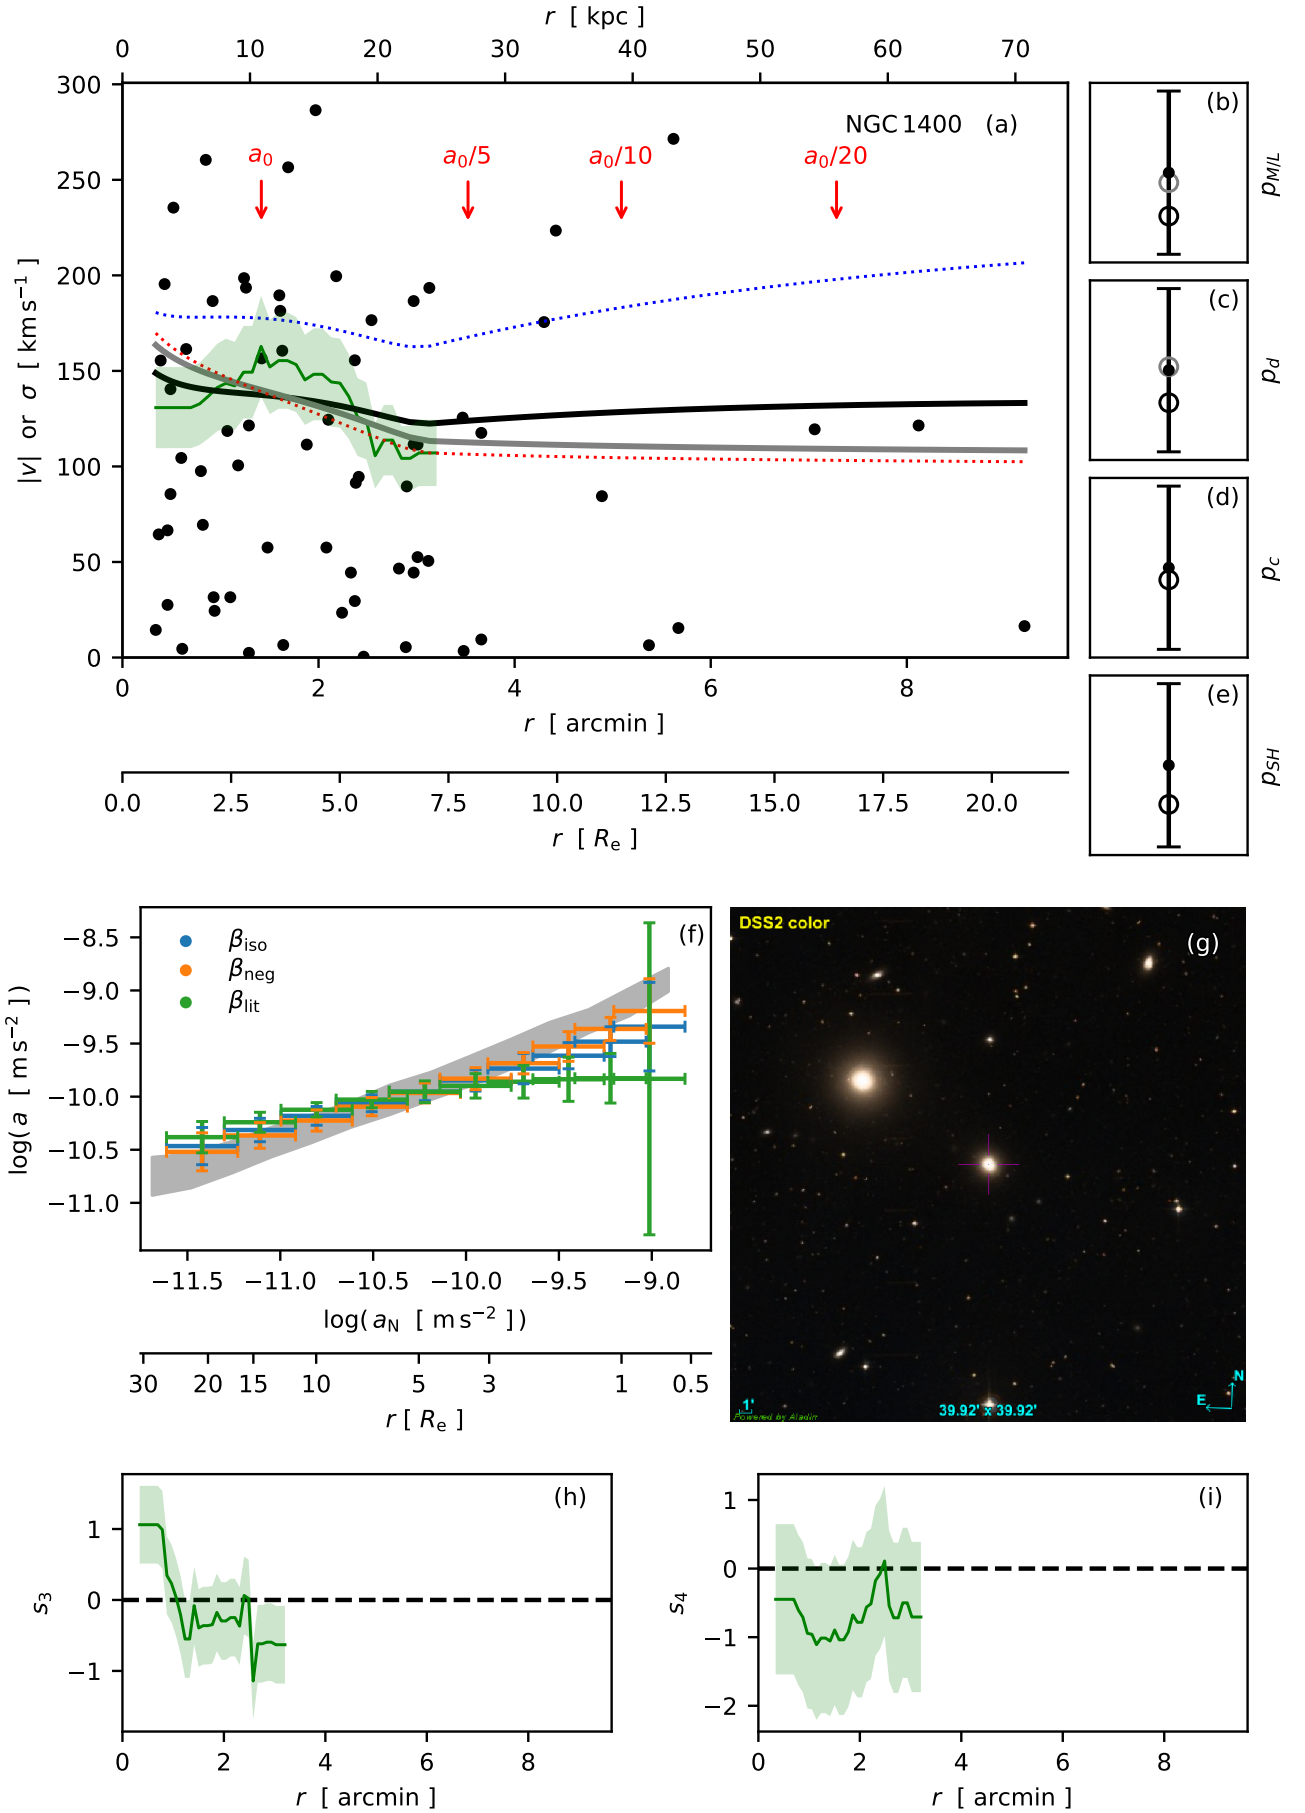 r [ kpc ]
0 10 20 30 40 50 60 70
NGC 1400 (a)
a0 a0/5 a0/10 a0/20
300
250
200
150
100
50
0
|v| or σ [ km s⁻¹ ]
0 2 4 6 8
r [ arcmin ]
0.0 2.5 5.0 7.5 10.0 12.5 15.0 17.5 20.0
r [ Re ]
(b)
pM/L
(c)
pd
(d)
pc
(e)
pSH
(f)
βiso
βneg
βlit
−8.5
−9.0
−9.5
−10.0
−10.5
−11.0
log( a [ m s⁻² ])
−11.5 −11.0 −10.5 −10.0 −9.5 −9.0
log( aN [ m s⁻² ])
30 20 15 10 5 3 1 0.5
r [ Re ]
DSS2 color
(g)
N
E
1'
39.92' x 39.92'
Powered by Aladin
(h)
1
0
−1
s3
0 2 4 6 8
r [ arcmin ]
(i)
1
0
−1
−2
s4
0 2 4 6 8
r [ arcmin ]